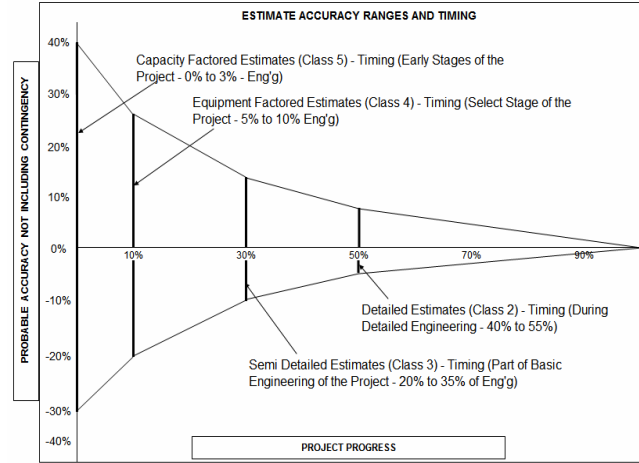 ESTIMATE ACCURACY RANGES AND TIMING
40%
Capacity Factored Estimates (Class 5) - Timing (Early Stages of the
Project - 0% to 3% - Eng'g)
30%
Equipment Factored Estimates (Class 4) - Timing (Select Stage of the
Project - 5% to 10% Eng'g)
20%
10%
0%
10%
30%
50%
70%
90%
-10%
Detailed Estimates (Class 2) - Timing (During
Detailed Engineering - 40% to 55%)
-20%
Semi Detailed Estimates (Class 3) - Timing (Part of Basic
Engineering of the Project - 20% to 35% of Eng'g)
-30%
-40%
PROBABLE ACCURACY NOT INCLUDING CONTINGENCY
PROJECT PROGRESS